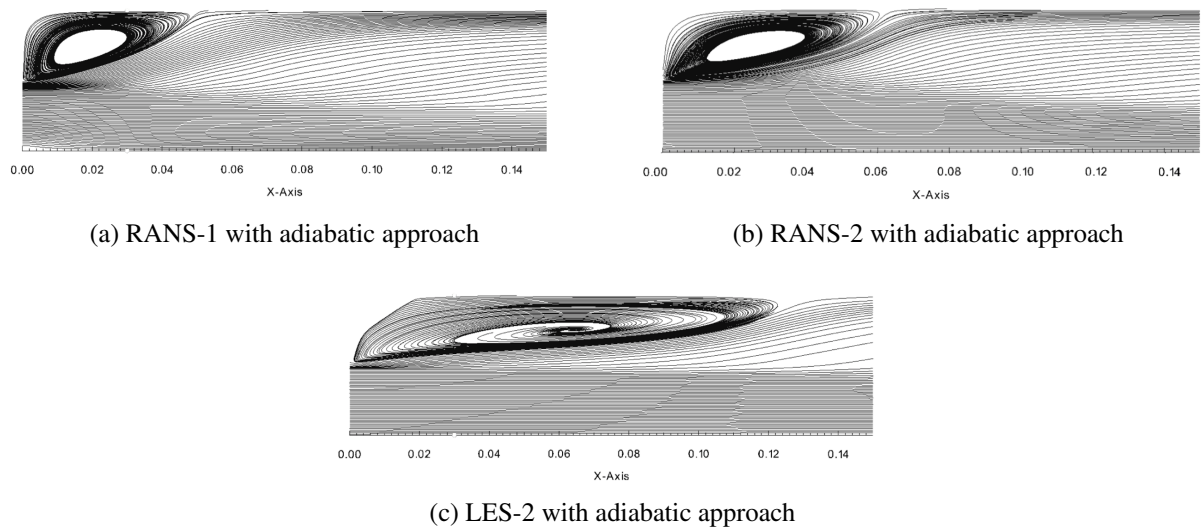 0.00 0.02 0.04 0.06 0.08 0.10 0.12 0.14
X-Axis
(a) RANS-1 with adiabatic approach
0.00 0.02 0.04 0.06 0.08 0.10 0.12 0.14
X-Axis
(b) RANS-2 with adiabatic approach
0.00 0.02 0.04 0.06 0.08 0.10 0.12 0.14
X-Axis
(c) LES-2 with adiabatic approach